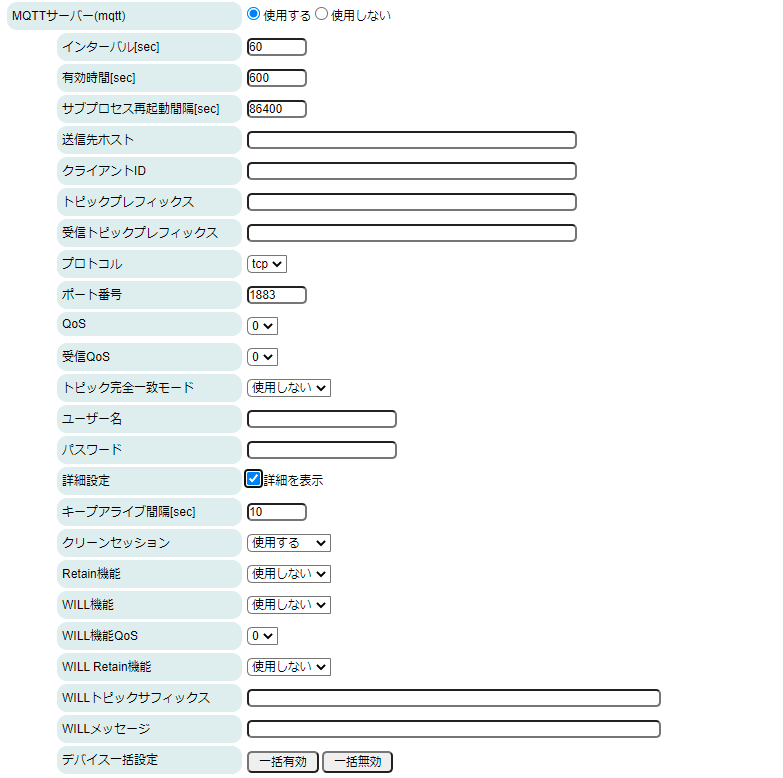 MQTTサーバー(mqtt) 使用する 使用しない
インターバル[sec] 60
有効時間[sec] 600
サブプロセス再起動間隔[sec] 86400
送信先ホスト
クライアントID
トピックプレフィックス
受信トピックプレフィックス
プロトコル tcp
ポート番号 1883
QoS 0
受信QoS 0
トピック完全一致モード 使用しない
ユーザー名
パスワード
詳細設定 詳細を表示
キープアライブ間隔[sec] 10
クリーンセッション 使用する
Retain機能 使用しない
WILL機能 使用しない
WILL機能QoS 0
WILL Retain機能 使用しない
WILLトピックサフィックス
WILLメッセージ
デバイス一括設定 一括有効 一括無効